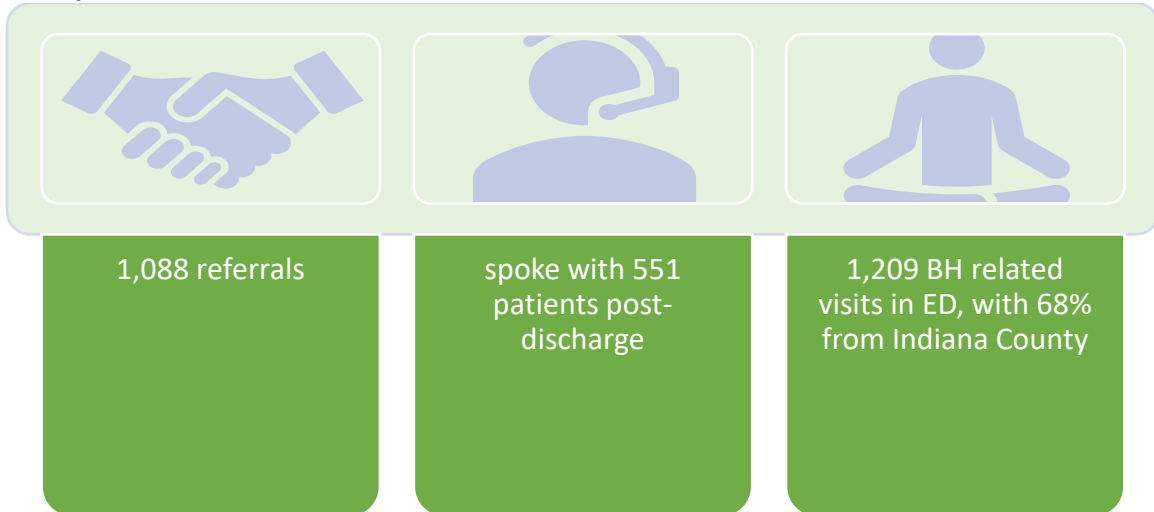 1,088 referrals
spoke with 551
patients post-
discharge
1,209 BH related
visits in ED, with 68%
from Indiana County